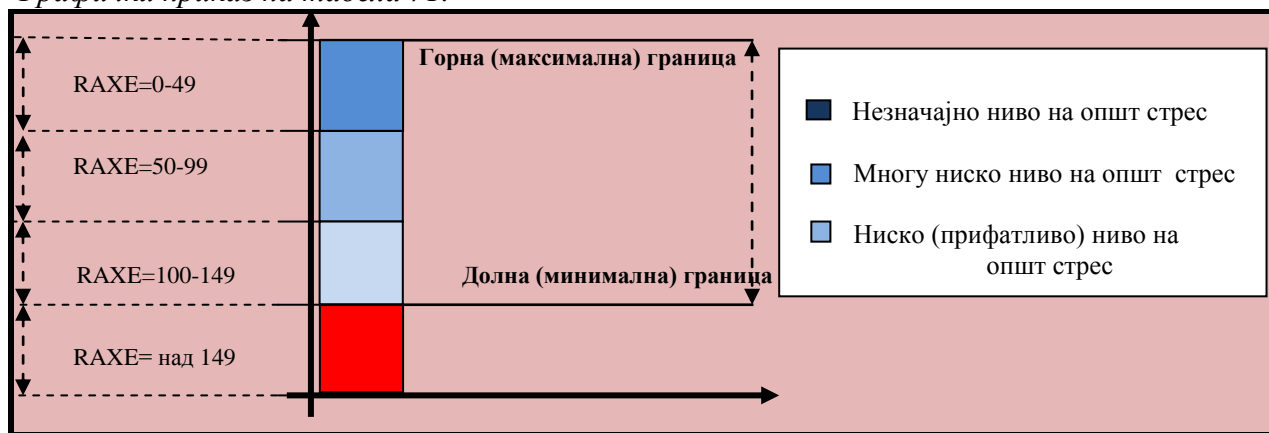 RAXE=0-49
RAXE=50-99
RAXE=100-149
RAXE= над 149
Горна (максимална) граница
Долна (минимална) граница
Незначајно ниво на општ стрес
Многу ниско ниво на општ стрес
Ниско (прифатливо) ниво на
општ стрес